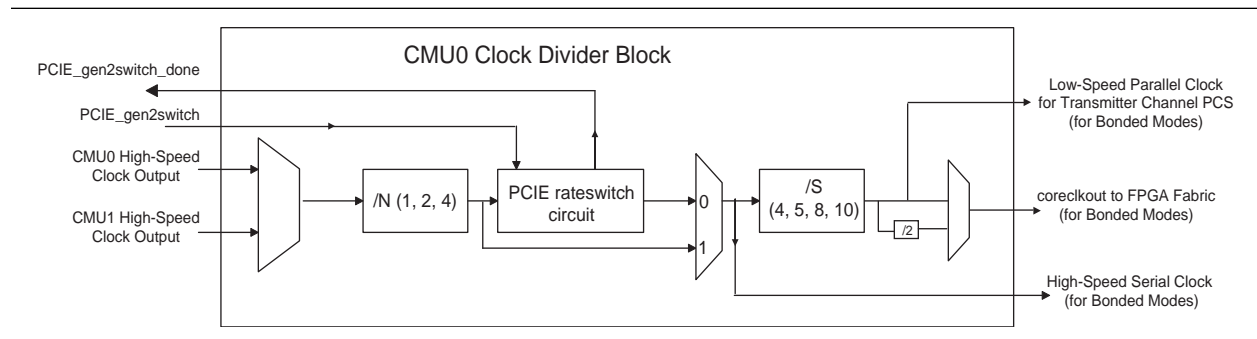 CMU0 Clock Divider Block
PCIE_gen2switch_done
PCIE_gen2switch
CMU0 High-Speed
Clock Output
CMU1 High-Speed
Clock Output
/N (1, 2, 4)
PCIE rateswitch
circuit
0
1
/S
(4, 5, 8, 10)
/2
Low-Speed Parallel Clock
for Transmitter Channel PCS
(for Bonded Modes)
coreclkout to FPGA Fabric
(for Bonded Modes)
High-Speed Serial Clock
(for Bonded Modes)